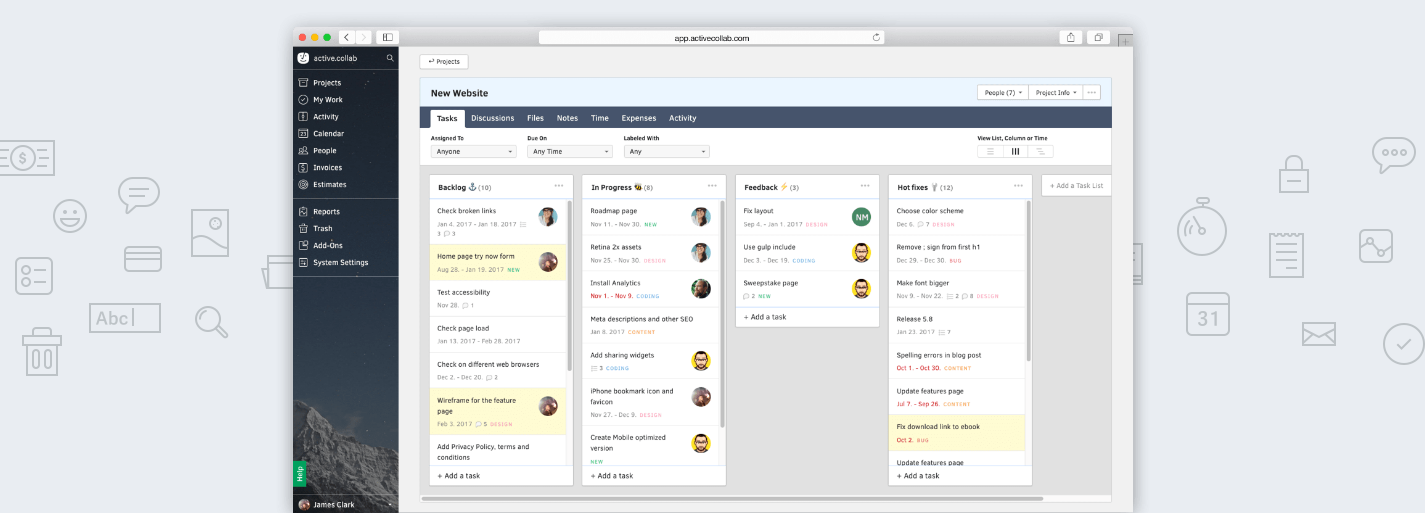 app.activecollab.com
active.collab
Projects
My Work
Activity
Calendar
People
Invoices
Estimates
Reports
Trash
Add-Ons
System Settings
Help
James Clark
Projects
New Website
People (7)
Project Info
Tasks Discussions Files Notes Time Expenses Activity
Assigned To Due On Labeled With View List, Column or Time
Anyone Any Time Any
Backlog (10)
Check broken links
Jan 4. 2017 - Jan 18. 2017
3 3
Home page try now form
Aug 28. - Jan 19. 2017 NEW
Test accessibility
Nov 28. 1
Check page load
Jan 13. 2017 - Feb 28. 2017
Check on different web browsers
Dec 2. - Dec 20. 2
Wireframe for the feature
page
Feb 3. 2017 5 DESIGN
Add Privacy Policy, terms and
conditions
+ Add a task
In Progress (8)
Roadmap page
Nov 11. - Nov 30. NEW
Retina 2x assets
Nov 25. - Nov 30. DESIGN
Install Analytics
Nov 1. - Nov 9. CODING
Meta descriptions and other SEO
Jan 8. 2017 CONTENT
Add sharing widgets
3 CODING
iPhone bookmark icon and
favicon
Nov 27. - Dec 9. DESIGN
Create Mobile optimized
version
NEW
+ Add a task
Feedback (3)
Fix layout
NM
Sep 4. - Jan 1. 2017 DESIGN
Use gulp include
Dec 3. - Dec 19. CODING
Sweepstake page
2 NEW
+ Add a task
Hot fixes (12)
Choose color scheme
Dec 6. 7 DESIGN
Remove ; sign from first h1
Dec 29. - Dec 30. BUG
Make font bigger
Nov 9. - Nov 22. 2 8 DESIGN
Release 5.8
Jan 23. 2017 7
Spelling errors in blog post
Oct 1. - Oct 30. CONTENT
Update features page
Jul 7. - Sep 26. CONTENT
Fix download link to ebook
Oct 2. BUG
Update features page
+ Add a task
+ Add a Task List
$
Abc
31